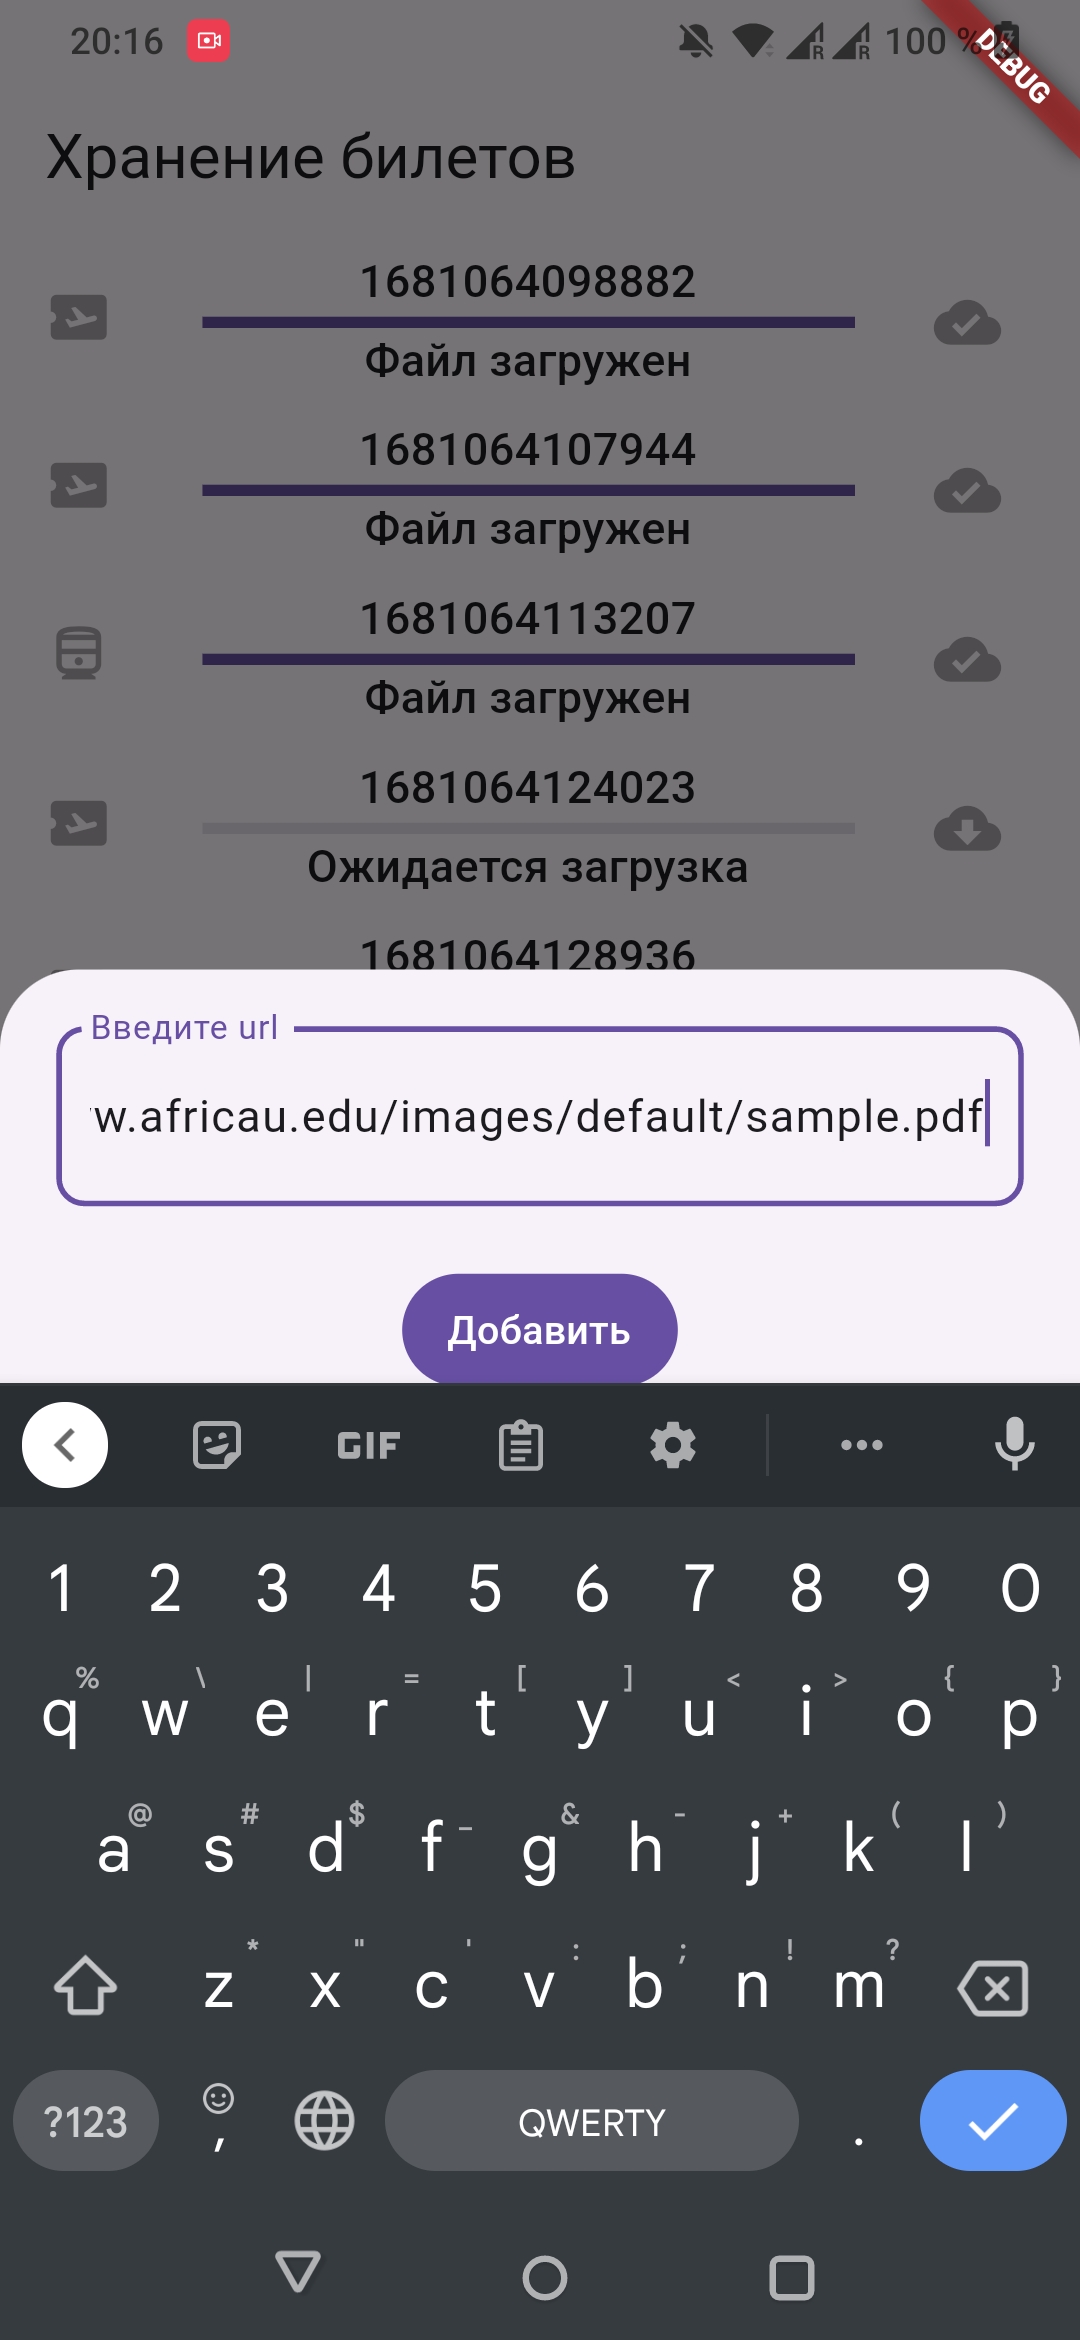 20:16
100 %
DEBUG
Хранение билетов
1681064098882
Файл загружен
1681064107944
Файл загружен
1681064113207
Файл загружен
1681064124023
Ожидается загрузка
1681064128936
Введите url
w.africau.edu/images/default/sample.pdf
Добавить
GIF
1 2 3 4 5 6 7 8 9 0
% \ | = [ ] < > { }
q w e r t y u i o p
@ # $ _ & - + ( )
a s d f g h j k l
* " ' : ; ! ?
z x c v b n m
?123 , QWERTY .